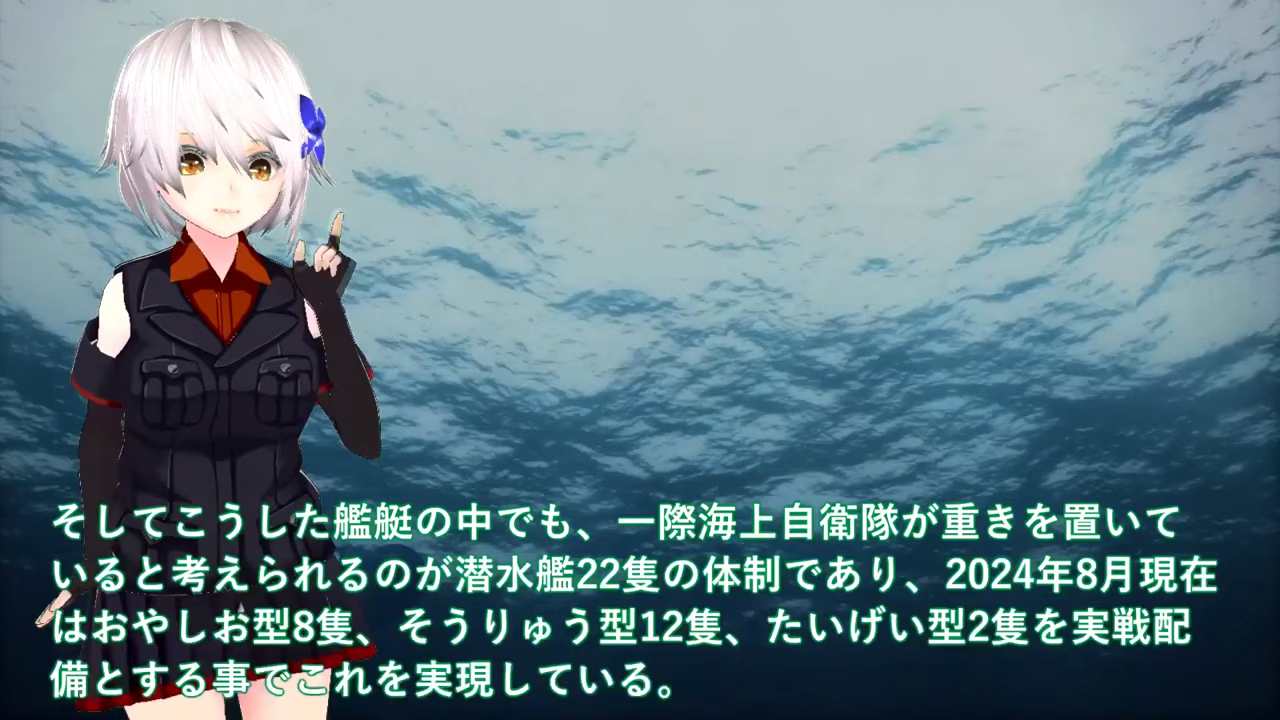 そしてこうした艦艇の中でも、一際海上自衛隊が重きを置いて
いると考えられるのが潜水艦22隻の体制であり、2024年8月現在
はおやしお型8隻、そうりゅう型12隻、たいげい型2隻を実戦配
備とする事でこれを実現している。